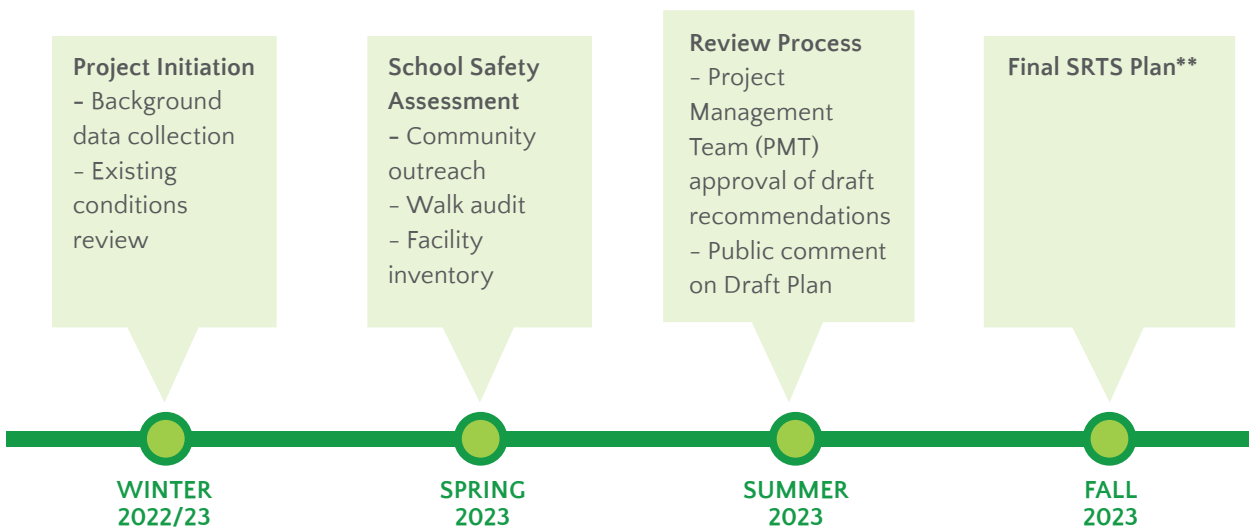 Project Initiation
- Background
data collection
- Existing
conditions
review
School Safety
Assessment
- Community
outreach
- Walk audit
- Facility
inventory
Review Process
- Project
Management
Team (PMT)
approval of draft
recommendations
- Public comment
on Draft Plan
Final SRTS Plan**
WINTER
2022/23
SPRING
2023
SUMMER
2023
FALL
2023